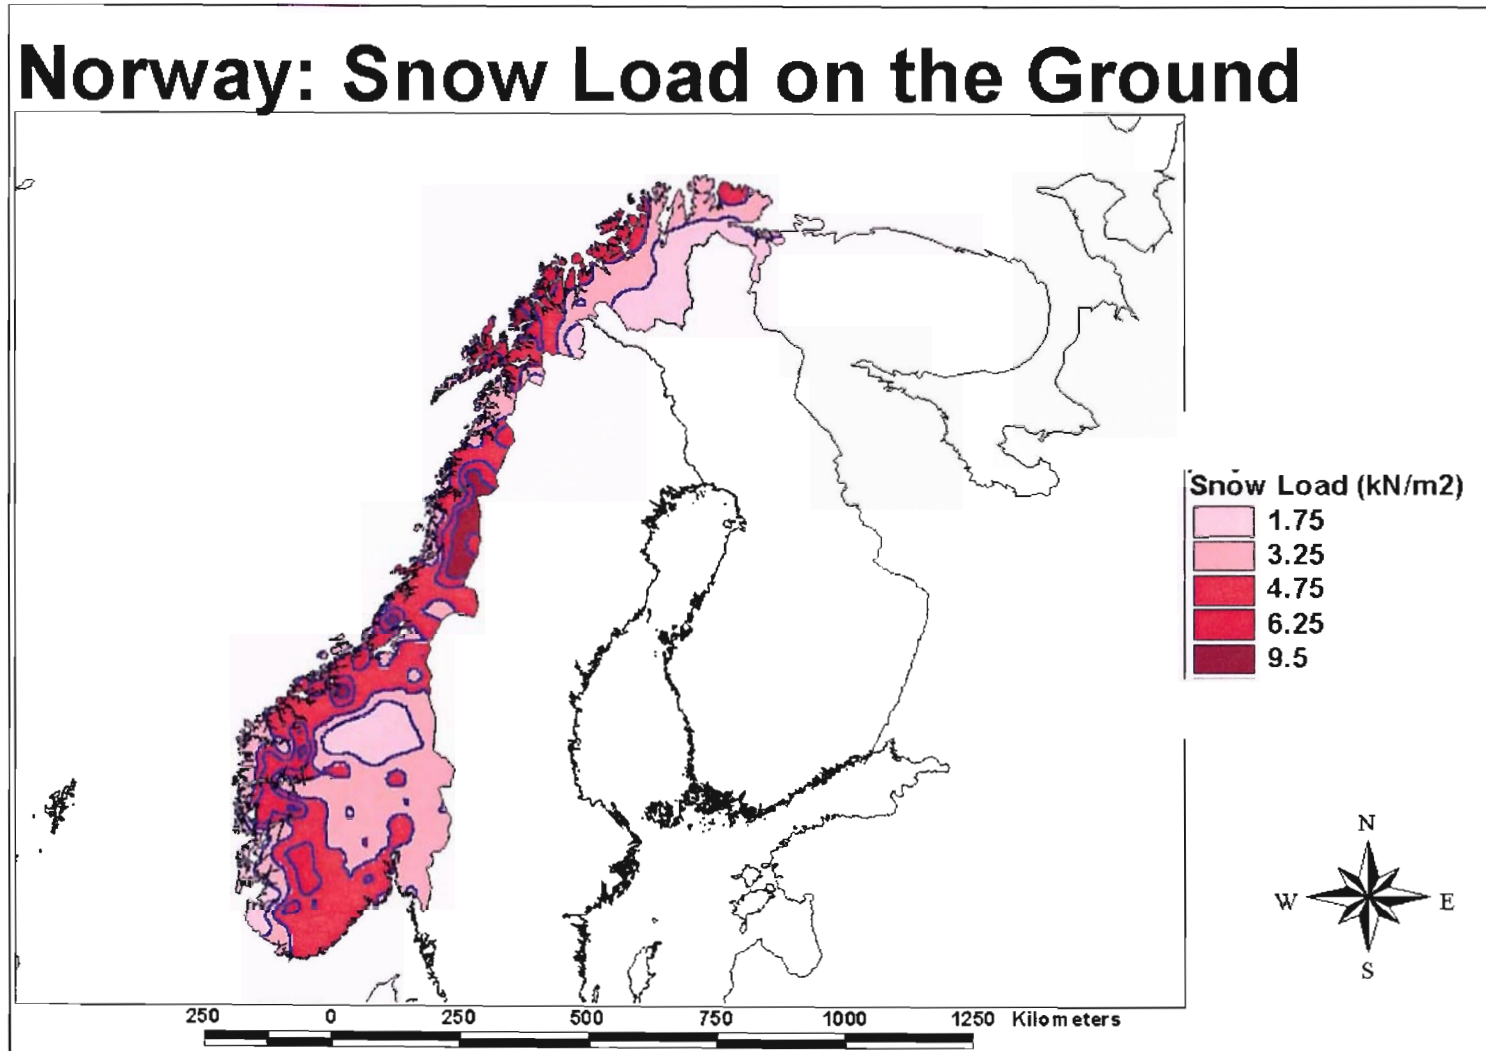 Norway: Snow Load on the Ground
Snow Load (kN/m2)
1.75
3.25
4.75
6.25
9.5
N
W E
S
250 0 250 500 750 1000 1250 Kilometers